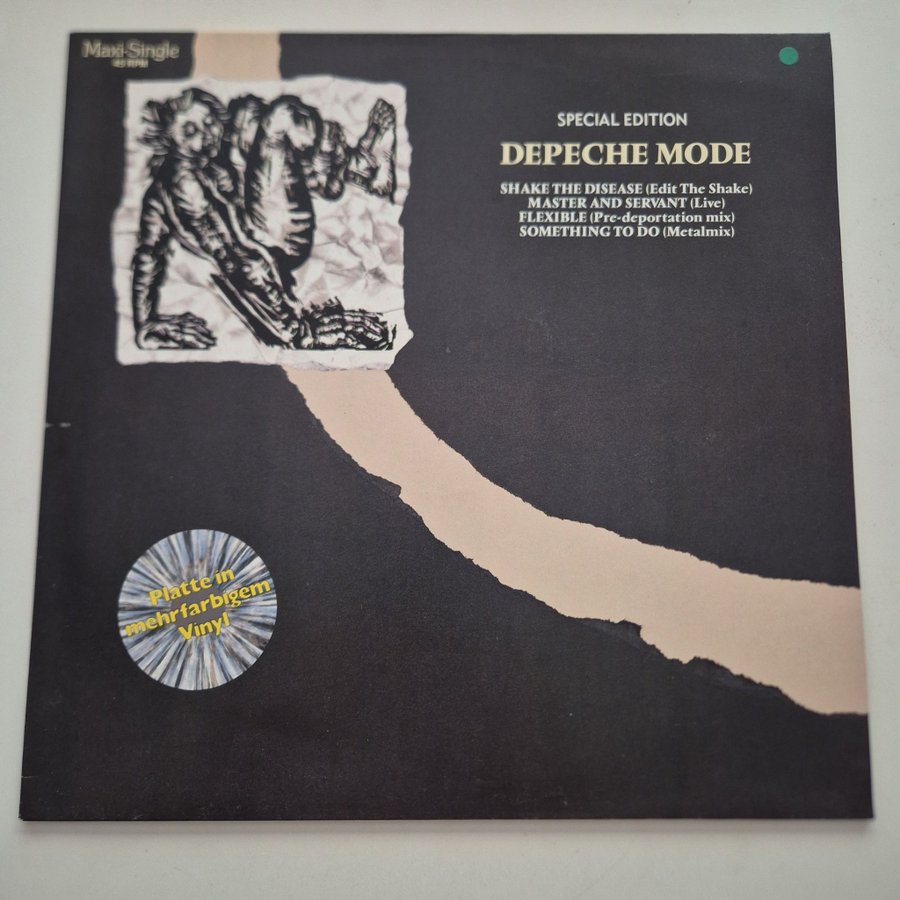 Maxi-Single
45 RPM
SPECIAL EDITION
DEPECHE MODE
SHAKE THE DISEASE (Edit The Shake)
MASTER AND SERVANT (Live)
FLEXIBLE (Pre-deportation mix)
SOMETHING TO DO (Metalmix)
Platte in
mehrfarbigem
Vinyl